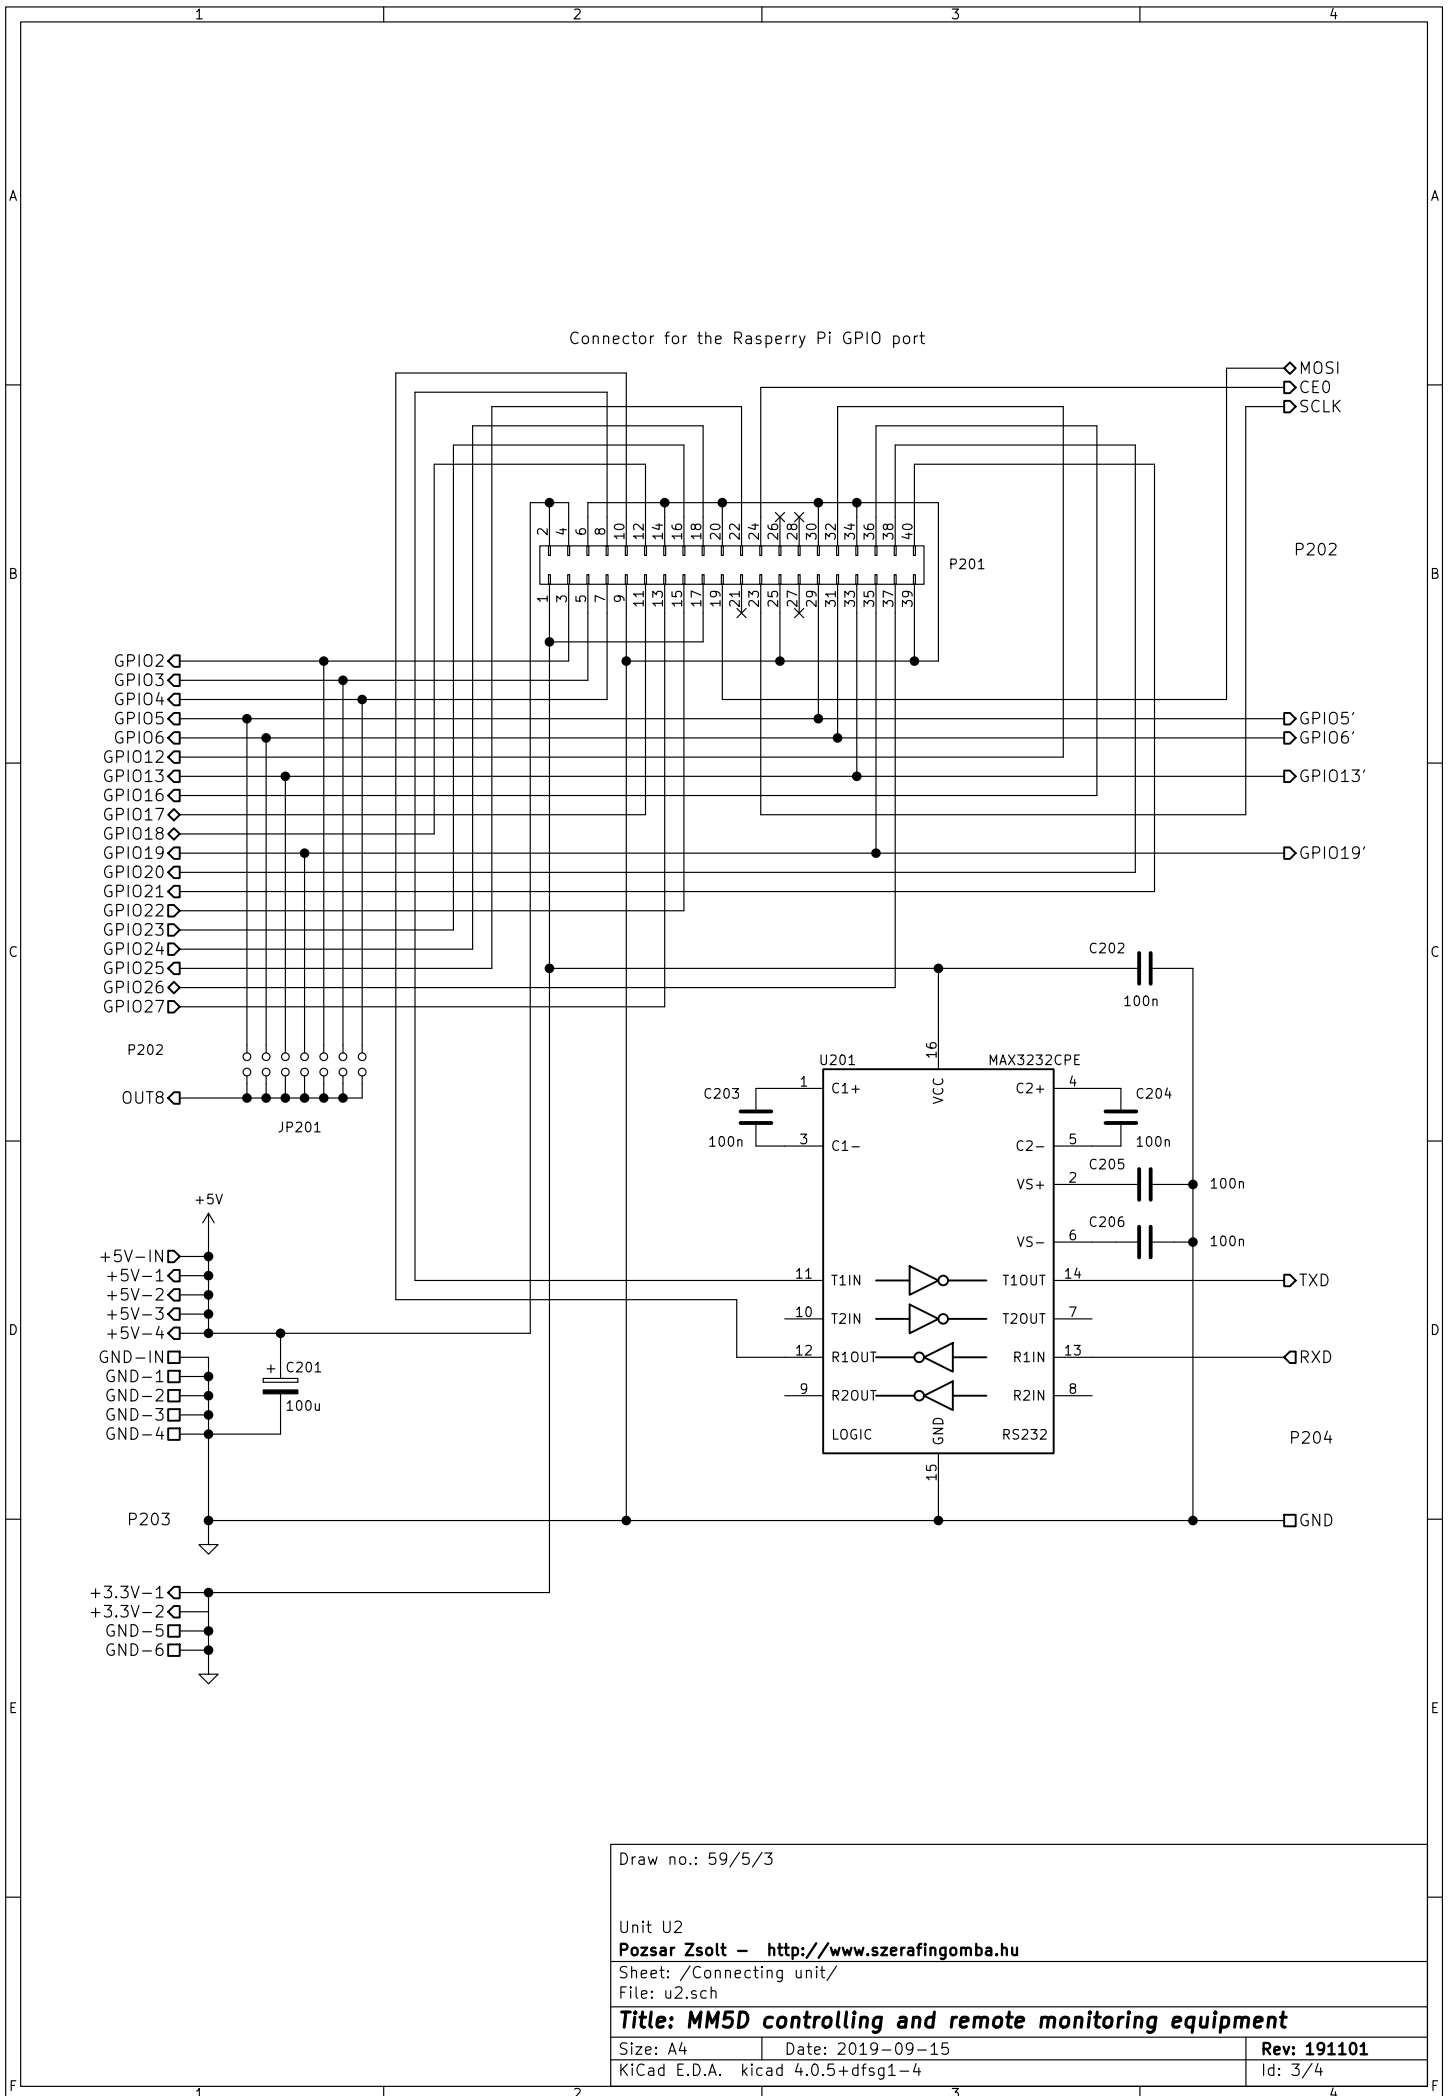 1 2 3 4
A A
Connector for the Rasperry Pi GPIO port
MOSI
CE0
SCLK
2 4 6 8 10 12 14 16 18 20 22 24 26 28 30 32 34 36 38 40
P202
P201
B B
1 3 5 7 9 11 13 15 17 19 21 23 25 27 29 31 33 35 37 39
GPIO2
GPIO3
GPIO4
GPIO5 GPIO5'
GPIO6 GPIO6'
GPIO12
GPIO13 GPIO13'
GPIO16
GPIO17
GPIO18
GPIO19 GPIO19'
GPIO20
GPIO21
GPIO22
GPIO23
GPIO24
C C202 C
GPIO25
GPIO26
100n
GPIO27
P202
16
U201 MAX3232CPE
VCC
OUT8
C203 1 C1+ C2+ 4 C204
JP201
100n 3 C1- C2- 5 100n
C205
VS+ 2 100n
+5V
C206
VS- 6 100n
+5V-IN
+5V-1 11 T1IN T1OUT 14 TXD
+5V-2
+5V-3 10 T2IN T2OUT 7
D D
+5V-4
GND-IN 12 R1OUT R1IN 13 RXD
+ C201
GND-1
GND-2 9 R2OUT R2IN 8
100u
GND-3
GND-4 LOGIC GND RS232 P204
15
P203 GND
+3.3V-1
+3.3V-2
GND-5
GND-6
E E
Draw no.: 59/5/3
Unit U2
Pozsar Zsolt - http://www.szerafingomba.hu
Sheet: /Connecting unit/
File: u2.sch
Title: MM5D controlling and remote monitoring equipment
Size: A4 Date: 2019-09-15 Rev: 191101
KiCad E.D.A. kicad 4.0.5+dfsg1-4 Id: 3/4
F F
1 2 3 4